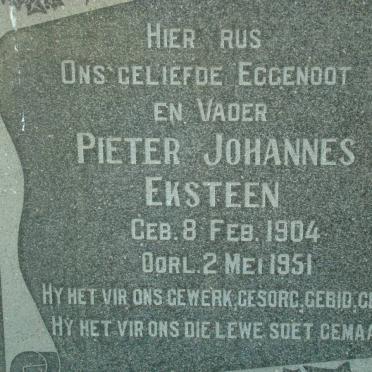 HIER RUS
ONS GELIEFDE EGGENOOT
EN VADER
PIETER JOHANNES
EKSTEEN
GEB. 8 FEB. 1904
OORL. 2 MEI 1951
HY HET VIR ONS GEWERK, GESORG, GEBID,
HY HET VIR ONS DIE LEWE SOET